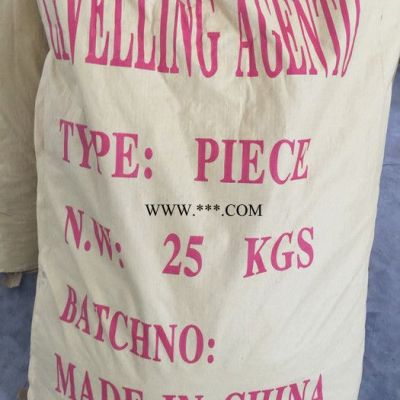 LEVELLING AGENT O
TYPE: PIECE
WWW.***.COM
N.W: 25 KGS
BATCHNO:
MADE IN CHINA